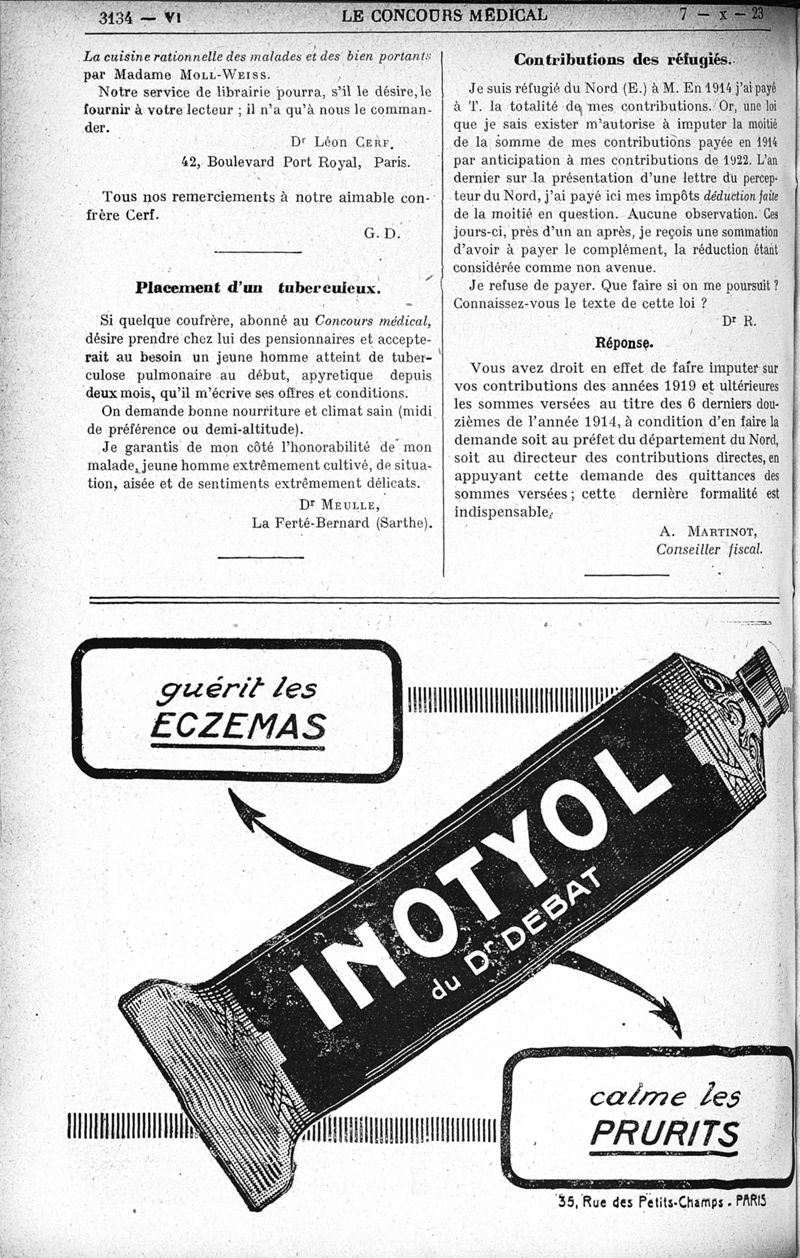 3134 — VI
LE CONCOURS MÉDICAL
7 — X — 23
La cuisine rationnelle des malades et des bien portants
par Madame MOLL-WEISS.
Notre service de librairie pourra, s'il le désire, le
fournir à votre lecteur ; il n'a qu'à nous le comman-
der.
Dr Léon CERF,
42, Boulevard Port Royal, Paris.
Tous nos remerciements à notre aimable con-
frère Cerf.
G. D.
Placement d'un tuberculeux.
Si quelque coufrère, abonné au Concours médical,
désire prendre chez lui des pensionnaires et accepte-
rait au besoin un jeune homme atteint de tuber-
culose pulmonaire au début, apyretique depuis
deux mois, qu'il m'écrive ses offres et conditions.
On demande bonne nourriture et climat sain (midi
de préférence ou demi-altitude).
Je garantis de mon côté l'honorabilité de mon
malade, jeune homme extrêmement cultivé, de situa-
tion, aisée et de sentiments extrêmement délicats.
Dr MEULLE,
La Ferté-Bernard (Sarthe).
Contributions des réfugiés.
Je suis réfugié du Nord (E.) à M. En 1914 j'ai payé
à T. la totalité de mes contributions. Or, une loi
que je sais exister m'autorise à imputer la moitié
de la somme de mes contributions payée en 1914
par anticipation à mes contributions de 1922. L'an
dernier sur la présentation d'une lettre du percep-
teur du Nord, j'ai payé ici mes impôts déduction faite
de la moitié en question. Aucune observation. Ces
jours-ci, près d'un an après, je reçois une sommation
d'avoir à payer le complément, la réduction étant
considérée comme non avenue.
Je refuse de payer. Que faire si on me poursuit ?
Connaissez-vous le texte de cette loi ?
Dr R.
Réponse.
Vous avez droit en effet de faire imputer sur
vos contributions des années 1919 et ultérieures
les sommes versées au titre des 6 derniers dou-
zièmes de l'année 1914, à condition d'en faire la
demande soit au préfet du département du Nord,
soit au directeur des contributions directes, en
appuyant cette demande des quittances des
sommes versées ; cette dernière formalité est
indispensable.
A. MARTINOT,
Conseiller fiscal.
guérit les
ECZEMAS
INOTYOL
du Dr DEBAT
calme les
PRURITS
35, Rue des Petits-Champs. PARIS